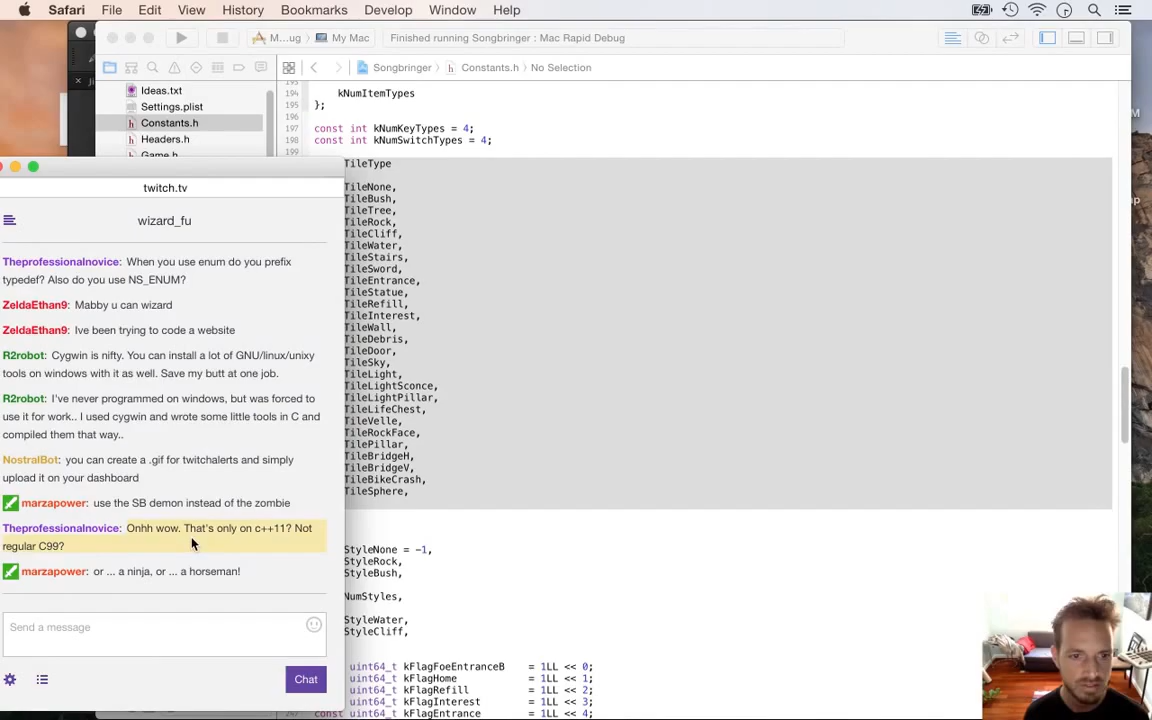 Safari File Edit View History Bookmarks Develop Window Help
My Mac
Finished running Songbringer : Mac Rapid Debug
Songbringer Constants.h No Selection
Ideas.txt
Settings.plist
Constants.h
Headers.h
Game.h
193
194 kNumItemTypes
195 };
196
197 const int kNumKeyTypes = 4;
198 const int kNumSwitchTypes = 4;
199
TileType
TileNone,
TileBush,
TileTree,
TileRock,
TileCliff,
TileWater,
TileStairs,
TileSword,
TileEntrance,
TileStatue,
TileRefill,
TileInterest,
TileWall,
TileDebris,
TileDoor,
TileSky,
TileLight,
TileLightSconce,
TileLightPillar,
TileLifeChest,
TileVelle,
TileRockFace,
TilePillar,
TileBridgeH,
TileBridgeV,
TileBikeCrash,
TileSphere,
StyleNone = -1,
StyleRock,
StyleBush,
NumStyles,
StyleWater,
StyleCliff,
uint64_t kFlagFoeEntranceB = 1LL << 0;
uint64_t kFlagHome = 1LL << 1;
uint64_t kFlagRefill = 1LL << 2;
uint64_t kFlagInterest = 1LL << 3;
const uint64_t kFlagEntrance = 1LL << 4;
twitch.tv
wizard_fu
Theprofessionalnovice: When you use enum do you prefix
typedef? Also do you use NS_ENUM?
ZeldaEthan9: Mabby u can wizard
ZeldaEthan9: Ive been trying to code a website
R2robot: Cygwin is nifty. You can install a lot of GNU/linux/unixy
tools on windows with it as well. Save my butt at one job.
R2robot: I've never programmed on windows, but was forced to
use it for work.. I used cygwin and wrote some little tools in C and
compiled them that way..
NostralBot: you can create a .gif for twitchalerts and simply
upload it on your dashboard
marzapower: use the SB demon instead of the zombie
Theprofessionalnovice: Onhh wow. That's only on c++11? Not
regular C99?
marzapower: or ... a ninja, or ... a horseman!
Send a message
Chat